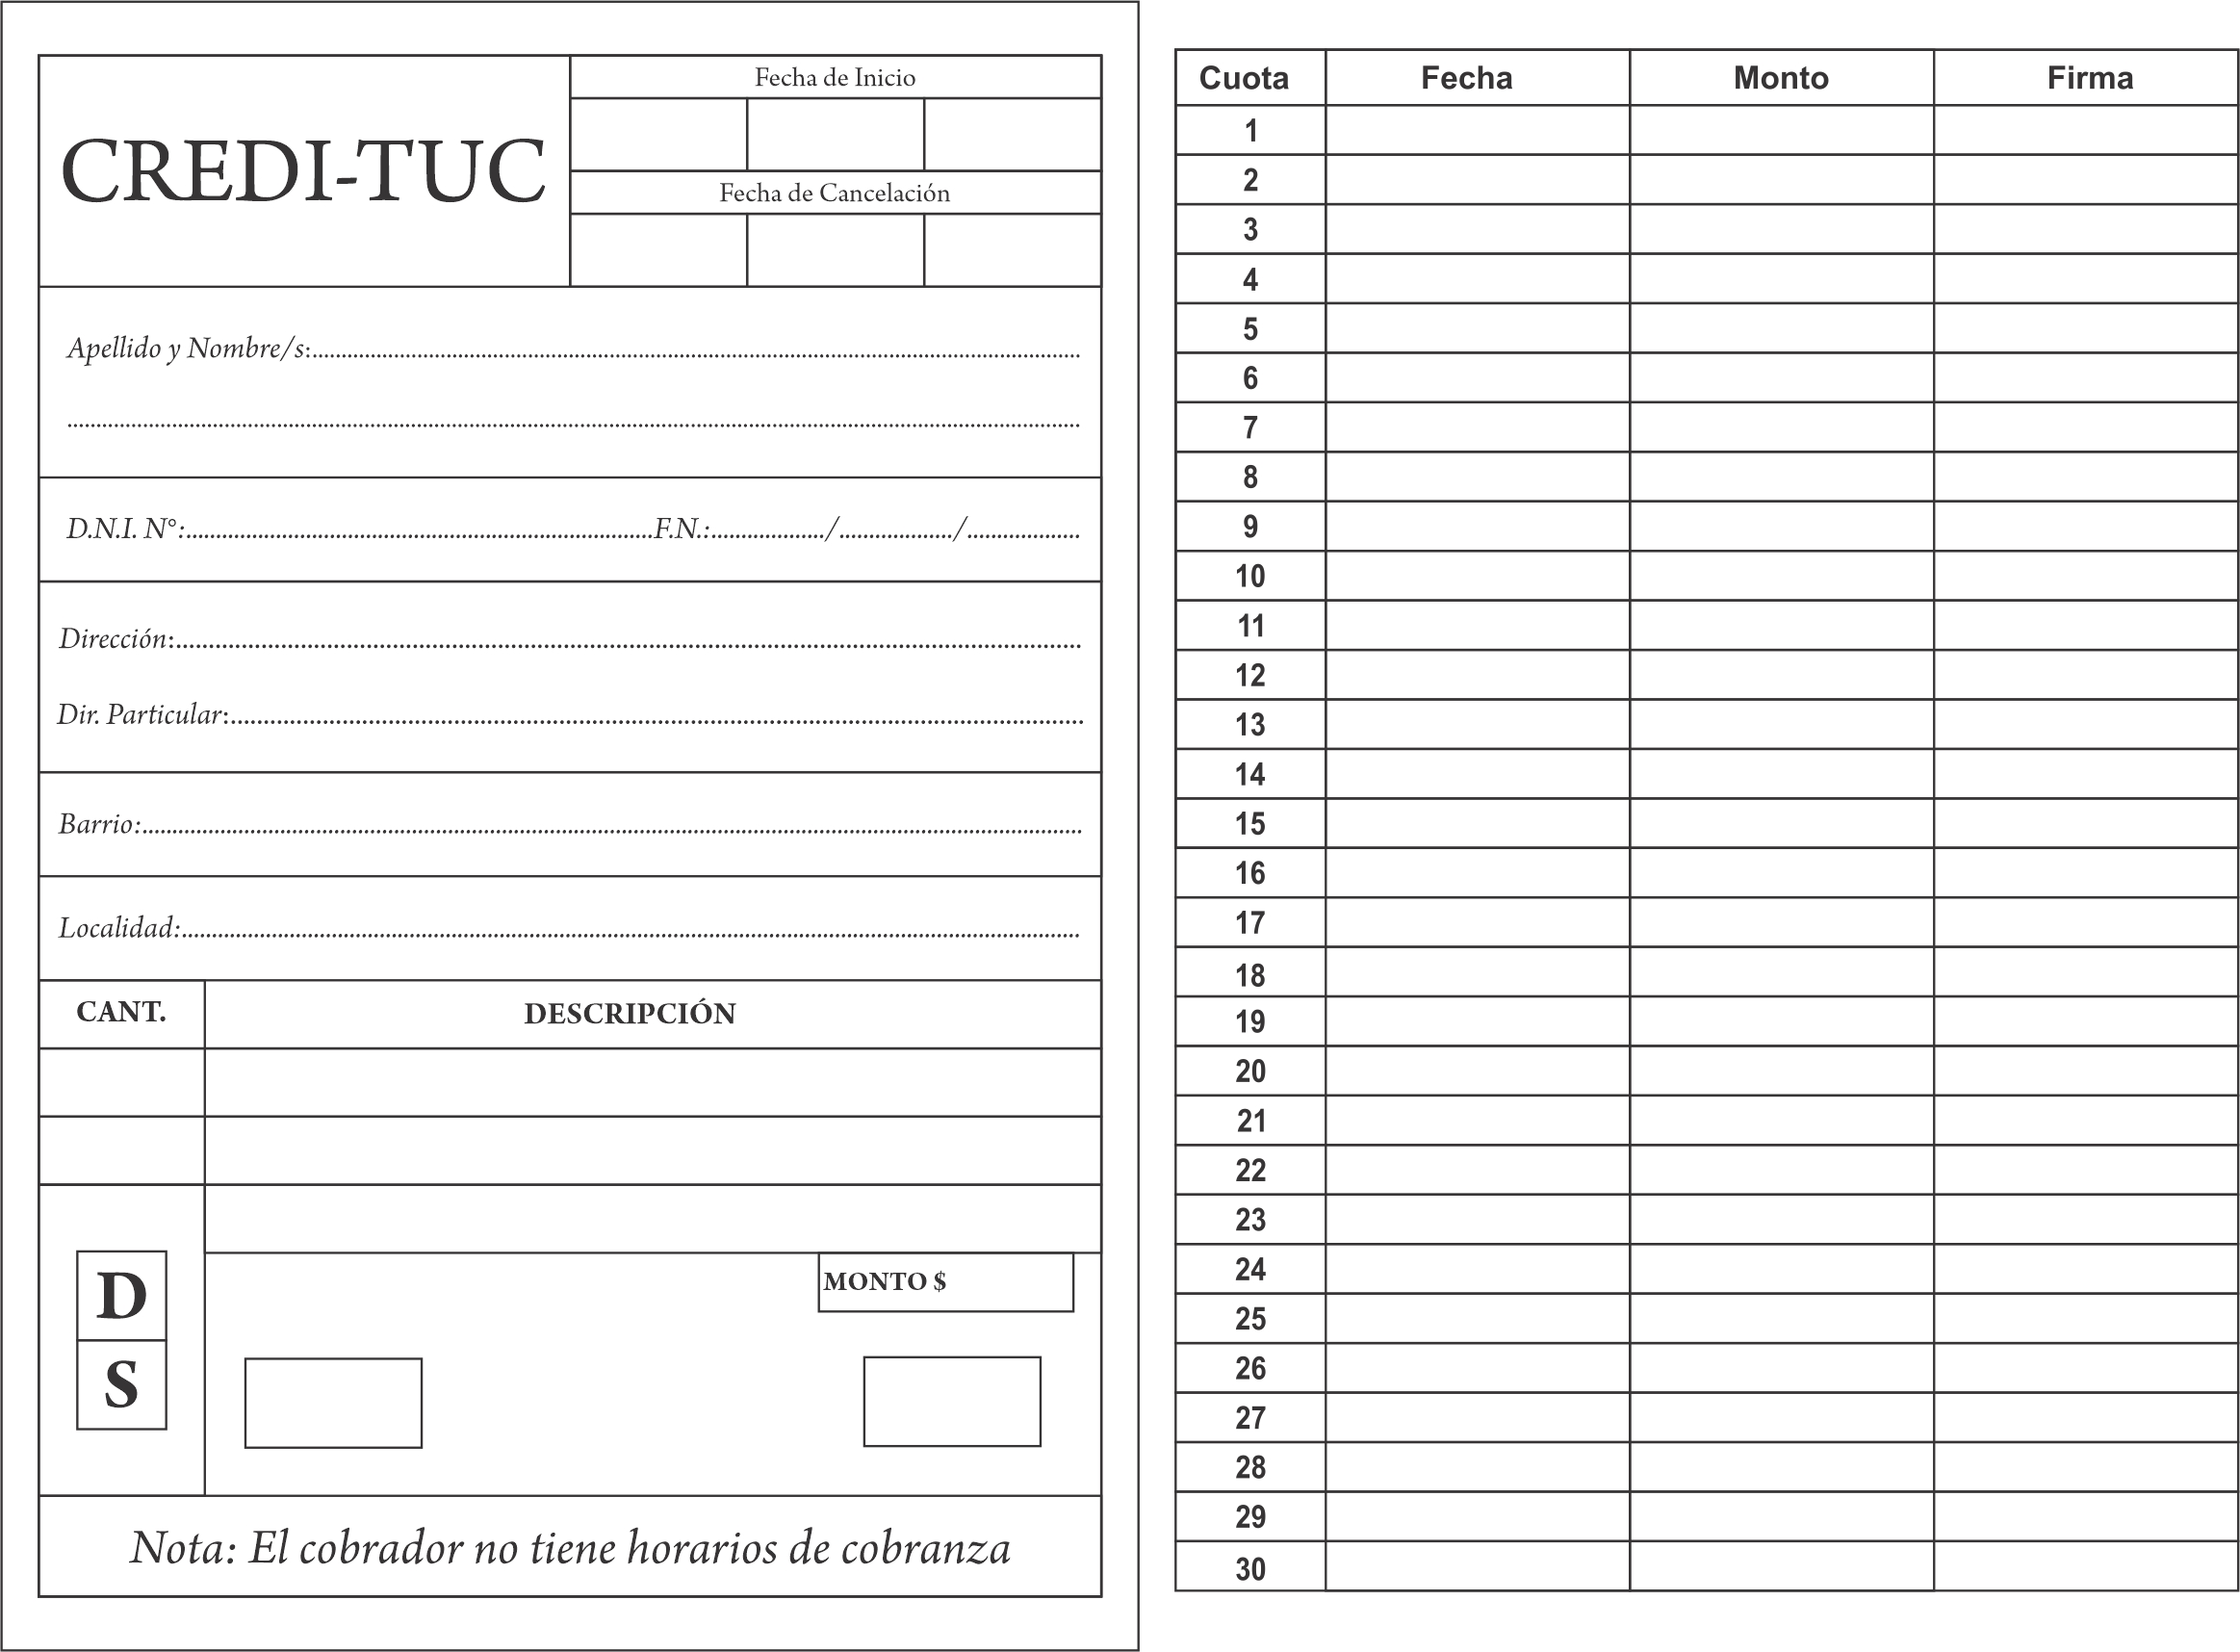 CREDI-TUC
Fecha de Inicio
Fecha de Cancelación
Apellido y Nombre/s:..............................
..............................
D.N.I. N°:..............................F.N.:.............../.............../...............
Dirección:..............................
Dir. Particular:..............................
Barrio:..............................
Localidad:..............................
CANT. DESCRIPCIÓN
MONTO $
D
S
Nota: El cobrador no tiene horarios de cobranza
Cuota Fecha Monto Firma
1
2
3
4
5
6
7
8
9
10
11
12
13
14
15
16
17
18
19
20
21
22
23
24
25
26
27
28
29
30